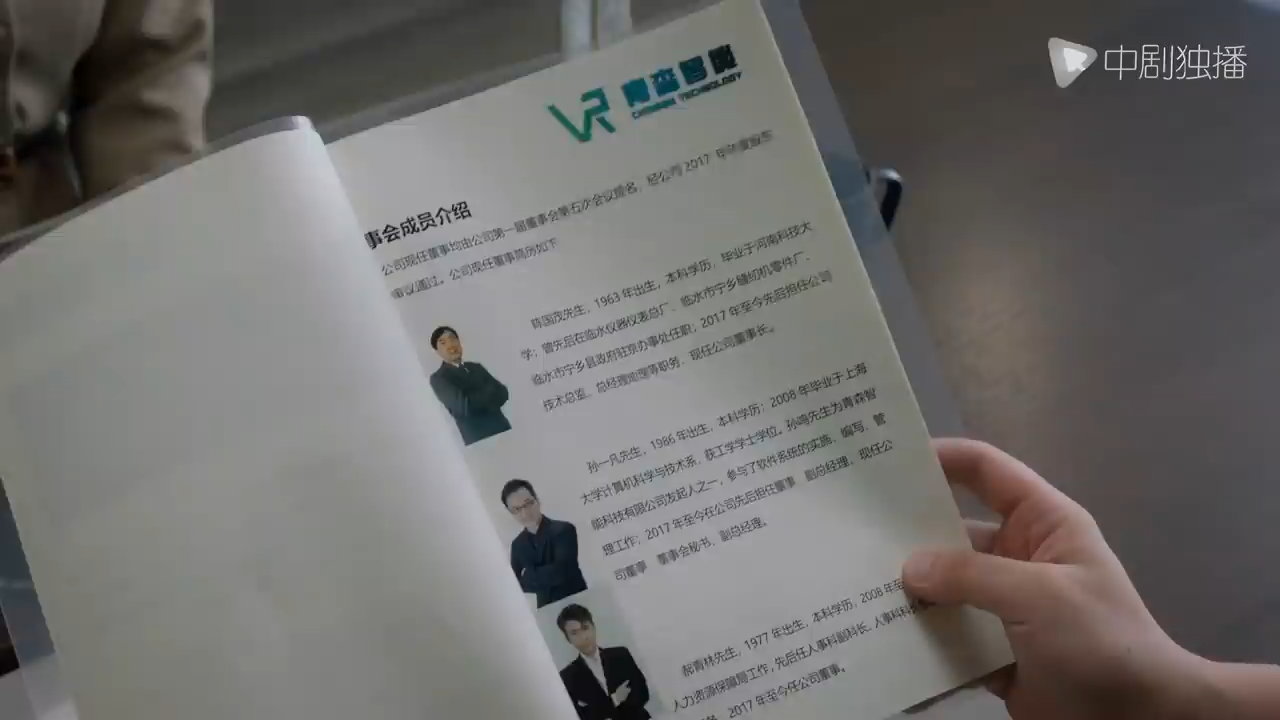 中剧独播
VR 青森智能
TECHNOLOGY
事会成员介绍
公司现任董事均由公司第一届董事会第五次会议提名，经公司2017 年年度股东
审议通过。公司现任董事简历如下
陈国茂先生，1963 年出生，本科学历，毕业于河南科技大
学；曾先后在临水仪器仪表总厂、临水市宁乡缝纫机零件厂、
临水市宁乡县政府驻京办事处任职；2017 年至今先后担任公司
技术总监、总经理助理等职务，现任公司董事长。
孙一凡先生，1986 年出生，本科学历；2008 年毕业于上海
大学计算机科学与技术系，获工学学士学位。孙鸣先生为青森智
能科技有限公司发起人之一，参与了软件系统的实施、编写、管
理工作；2017 年至今在公司先后担任董事 副总经理，现任公
司董事 董事会秘书、副总经理。
郝青林先生，1977 年出生，本科学历，2008 年至
人力资源保障局工作，先后任人事科副科长、人事科科
2017 年至今任公司董事。